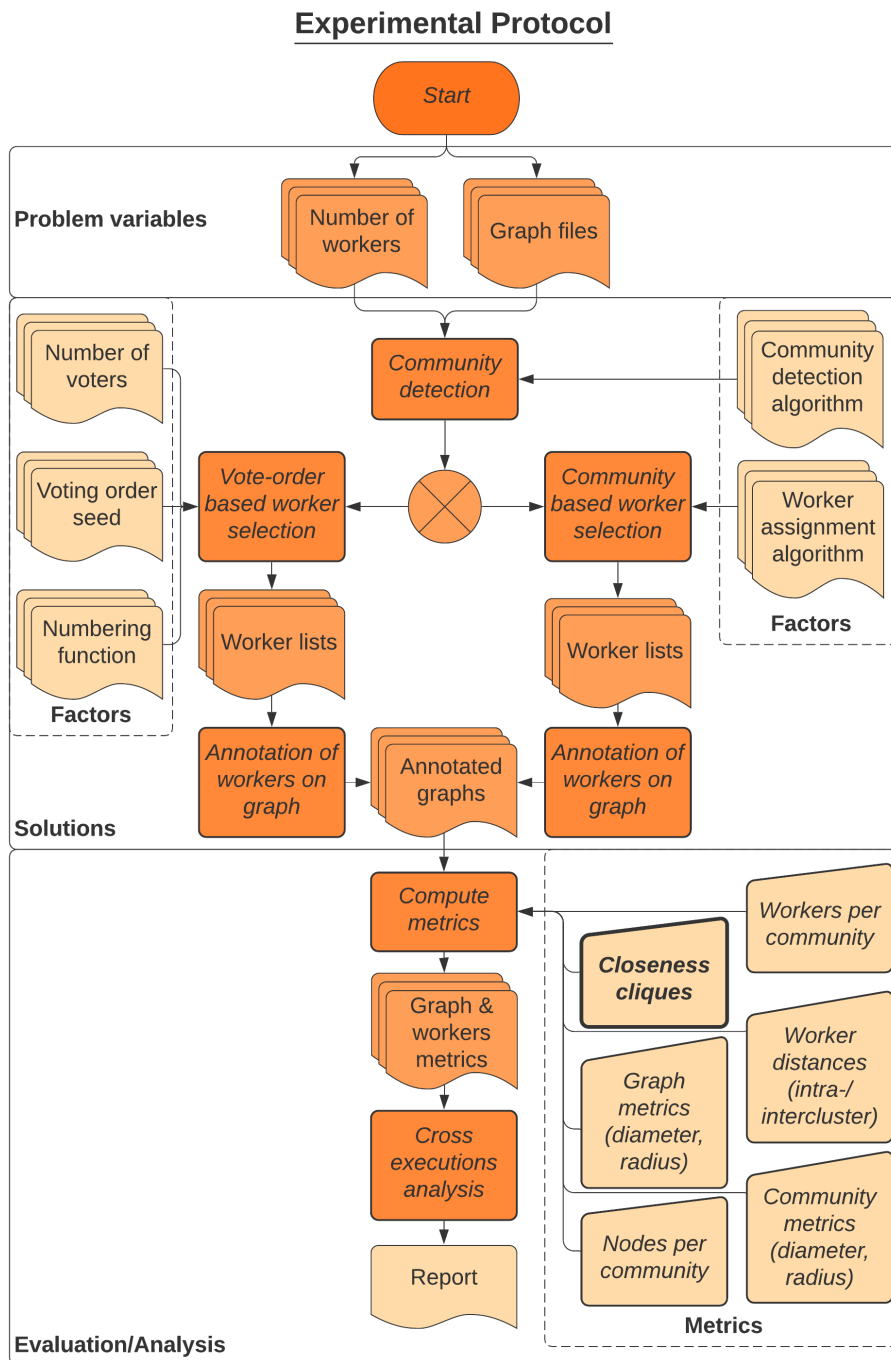 Experimental Protocol
Start
Problem variables
Number of
workers
Graph files
Number of
voters
Community
detection
Community
detection
algorithm
Voting order
seed
Vote-order
based worker
selection
Community
based worker
selection
Worker
assignment
algorithm
Numbering
function
Factors
Worker lists
Worker lists
Factors
Annotation of
workers on
graph
Annotated
graphs
Annotation of
workers on
graph
Solutions
Compute
metrics
Workers per
community
Closeness
cliques
Graph &
workers
metrics
Worker
distances
(intra-/
intercluster)
Graph
metrics
(diameter,
radius)
Cross
executions
analysis
Community
metrics
(diameter,
radius)
Nodes per
community
Report
Metrics
Evaluation/Analysis